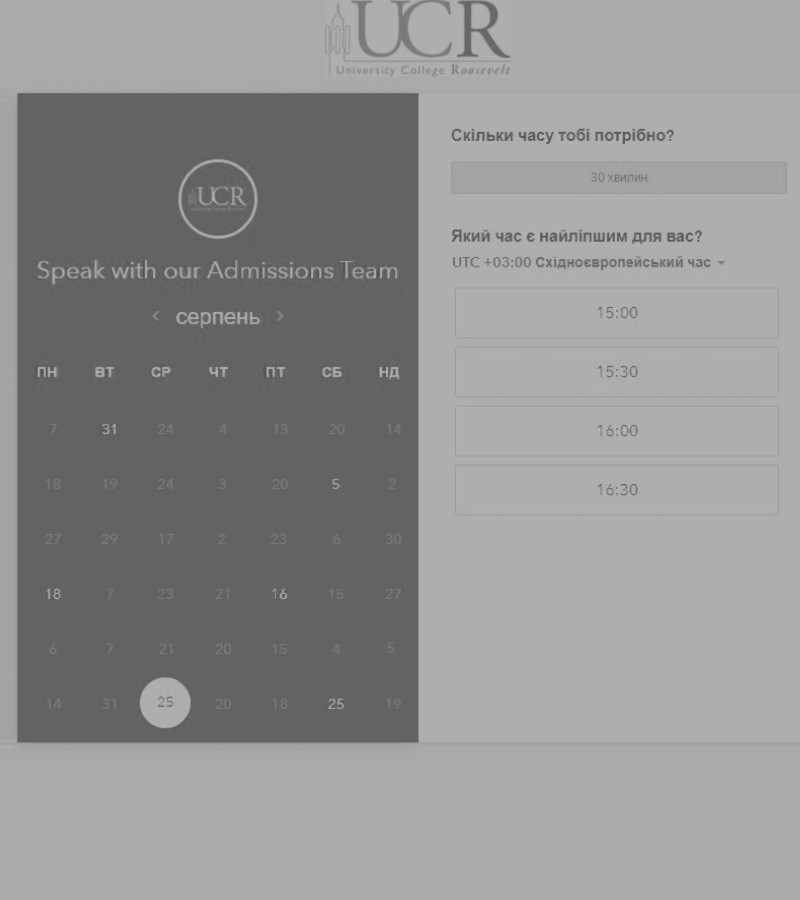 UCR
University College Roosevelt
UCR
Speak with our Admissions Team
< серпень >
ПН ВТ СР ЧТ ПТ СБ НД
7 31 24 4 13 20 14
18 19 24 3 20 5 2
27 29 17 2 23 6 30
18 7 23 21 16 15 27
6 7 21 20 15 4 5
14 31 25 20 18 25 19
Скільки часу тобі потрібно?
30 хвилин
Який час є найліпшим для вас?
UTC +03:00 Східноєвропейський час
15:00
15:30
16:00
16:30